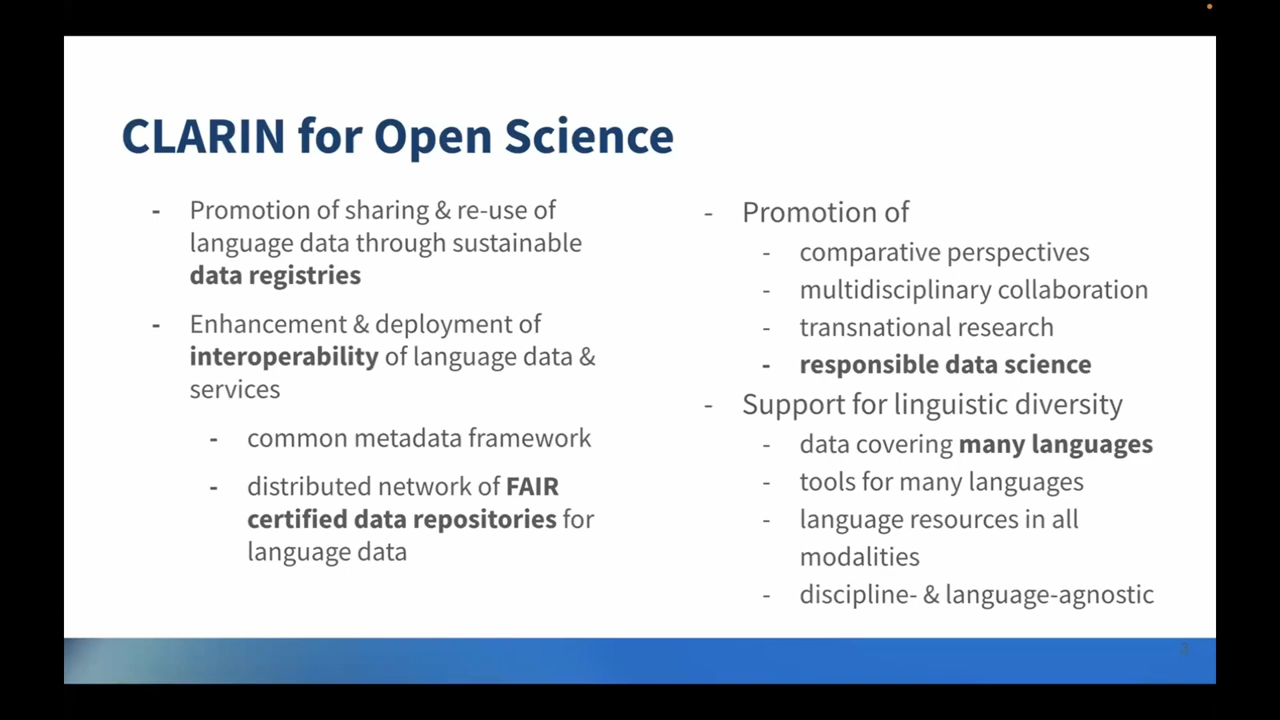 CLARIN for Open Science
- Promotion of sharing & re-use of
language data through sustainable
data registries
- Enhancement & deployment of
interoperability of language data &
services
- common metadata framework
- distributed network of FAIR
certified data repositories for
language data
- Promotion of
- comparative perspectives
- multidisciplinary collaboration
- transnational research
- responsible data science
- Support for linguistic diversity
- data covering many languages
- tools for many languages
- language resources in all
modalities
- discipline- & language-agnostic